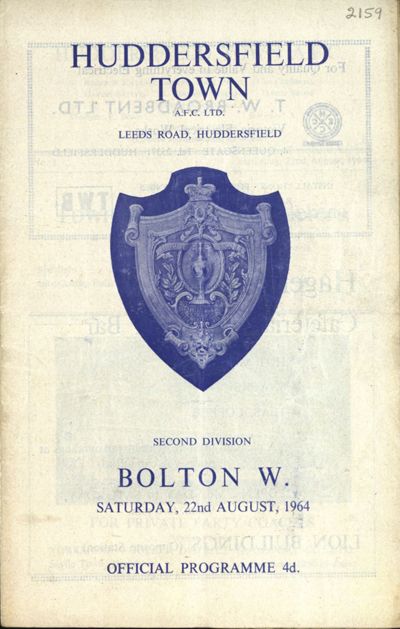 2159
HUDDERSFIELD
TOWN
A.F.C. LTD.
LEEDS ROAD, HUDDERSFIELD
SECOND DIVISION
BOLTON W.
SATURDAY, 22nd AUGUST, 1964
OFFICIAL PROGRAMME 4d.